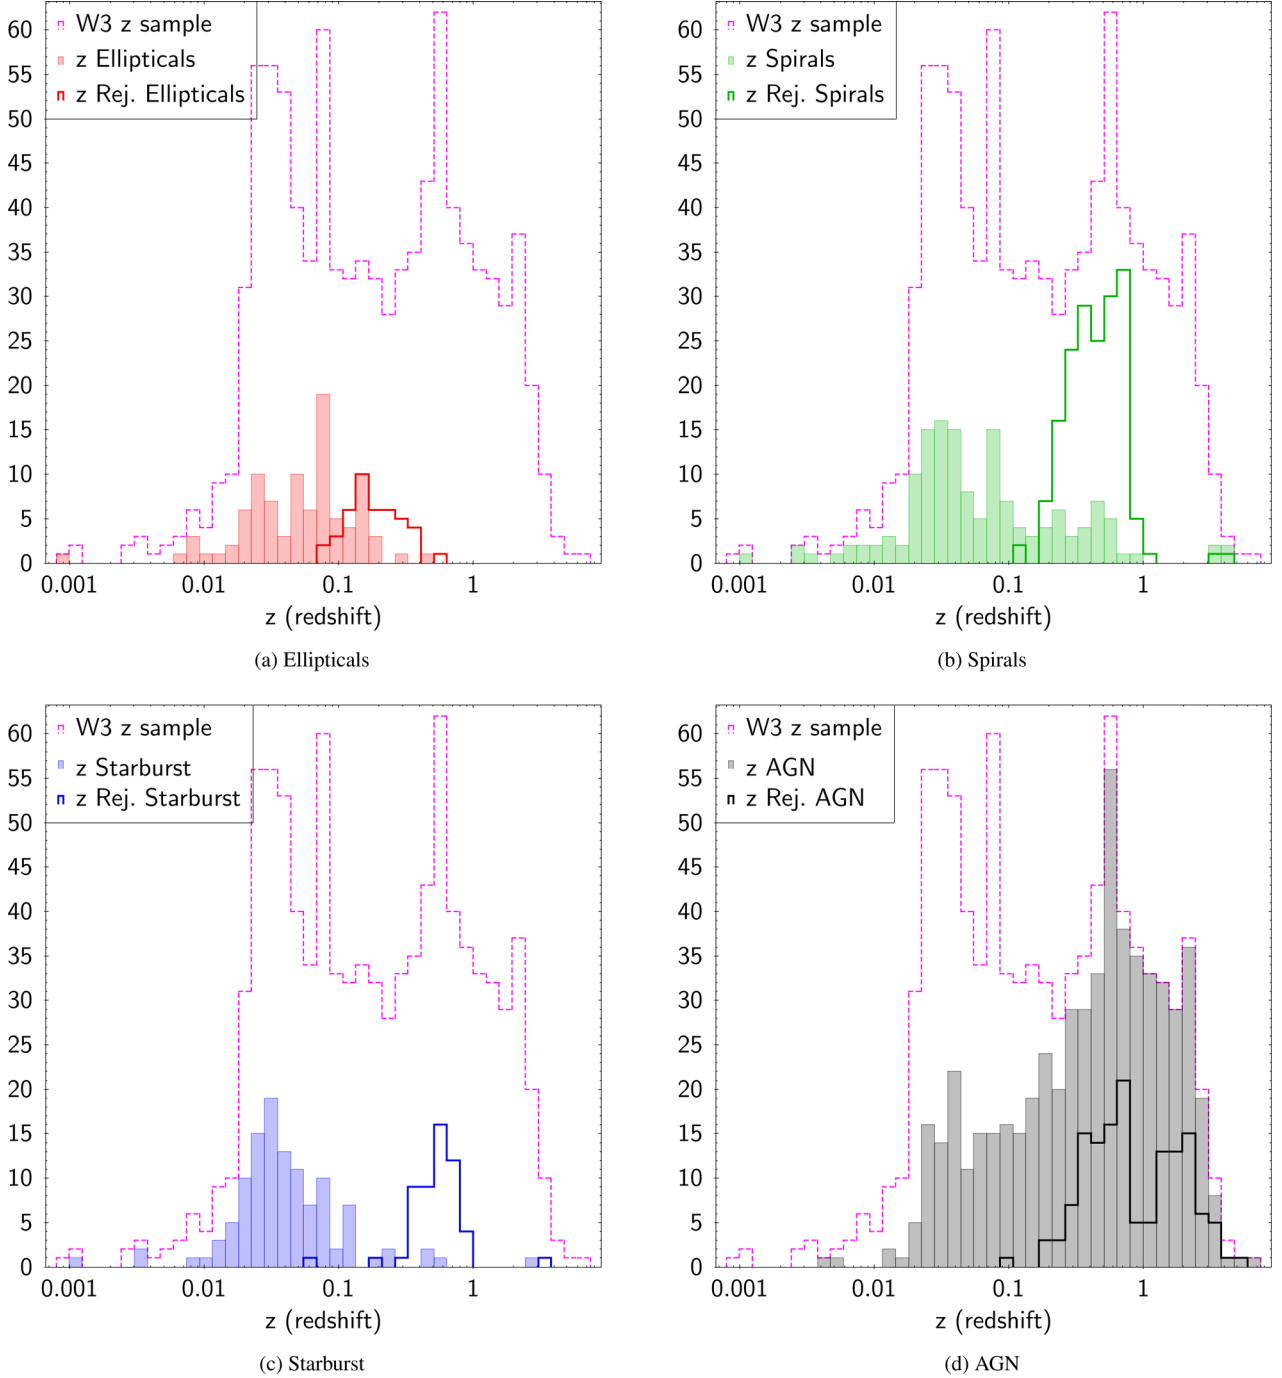 W3 z sample
z Ellipticals
z Rej. Ellipticals
60
55
50
45
40
35
30
25
20
15
10
5
0
0.001 0.01 0.1 1
z (redshift)
(a) Ellipticals
W3 z sample
z Spirals
z Rej. Spirals
60
55
50
45
40
35
30
25
20
15
10
5
0
0.001 0.01 0.1 1
z (redshift)
(b) Spirals
W3 z sample
z Starburst
z Rej. Starburst
60
55
50
45
40
35
30
25
20
15
10
5
0
0.001 0.01 0.1 1
z (redshift)
(c) Starburst
W3 z sample
z AGN
z Rej. AGN
60
55
50
45
40
35
30
25
20
15
10
5
0
0.001 0.01 0.1 1
z (redshift)
(d) AGN